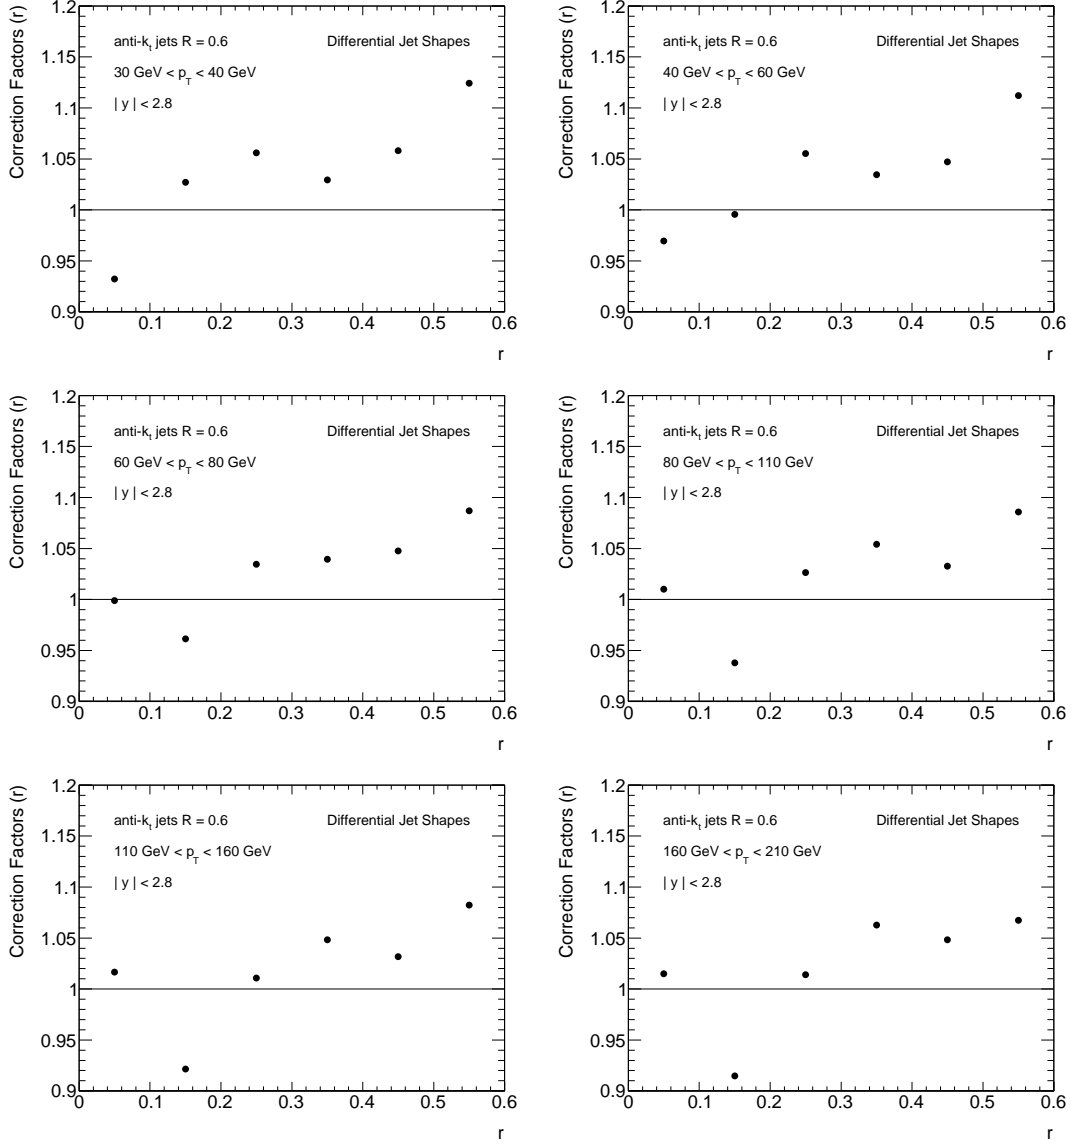 Correction Factors (r)
anti-kt jets R = 0.6 Differential Jet Shapes
30 GeV < pT < 40 GeV
| y | < 2.8
1.2
1.15
1.1
1.05
1
0.95
0.9
0 0.1 0.2 0.3 0.4 0.5 0.6
r
Correction Factors (r)
anti-kt jets R = 0.6 Differential Jet Shapes
40 GeV < pT < 60 GeV
| y | < 2.8
1.2
1.15
1.1
1.05
1
0.95
0.9
0 0.1 0.2 0.3 0.4 0.5 0.6
r
Correction Factors (r)
anti-kt jets R = 0.6 Differential Jet Shapes
60 GeV < pT < 80 GeV
| y | < 2.8
1.2
1.15
1.1
1.05
1
0.95
0.9
0 0.1 0.2 0.3 0.4 0.5 0.6
r
Correction Factors (r)
anti-kt jets R = 0.6 Differential Jet Shapes
80 GeV < pT < 110 GeV
| y | < 2.8
1.2
1.15
1.1
1.05
1
0.95
0.9
0 0.1 0.2 0.3 0.4 0.5 0.6
r
Correction Factors (r)
anti-kt jets R = 0.6 Differential Jet Shapes
110 GeV < pT < 160 GeV
| y | < 2.8
1.2
1.15
1.1
1.05
1
0.95
0.9
0 0.1 0.2 0.3 0.4 0.5 0.6
r
Correction Factors (r)
anti-kt jets R = 0.6 Differential Jet Shapes
160 GeV < pT < 210 GeV
| y | < 2.8
1.2
1.15
1.1
1.05
1
0.95
0.9
0 0.1 0.2 0.3 0.4 0.5 0.6
r